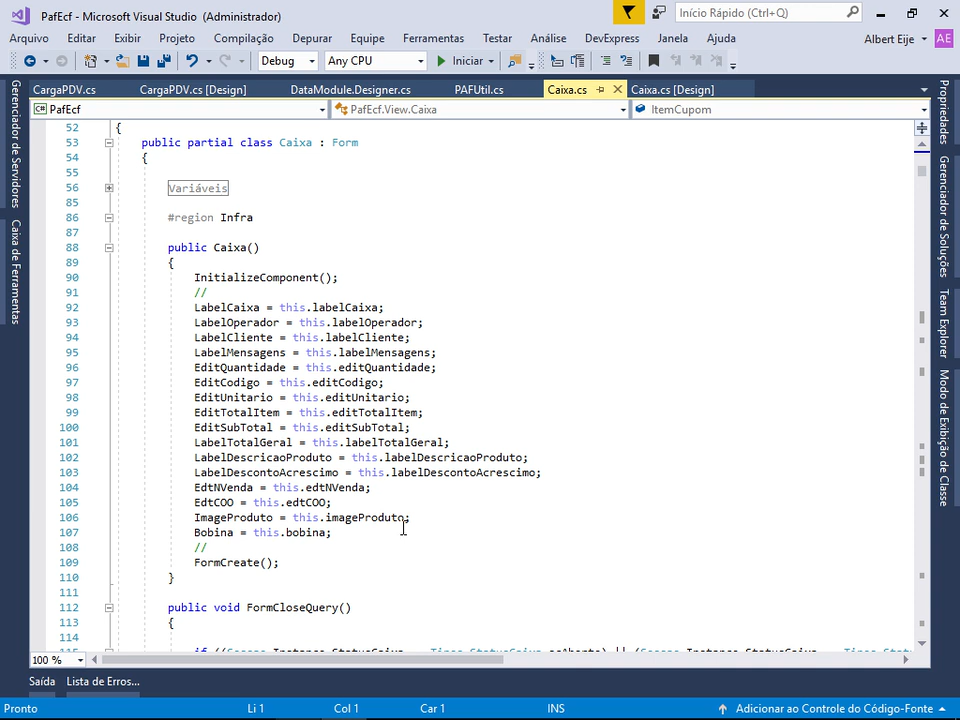 PafEcf - Microsoft Visual Studio (Administrador)
Início Rápido (Ctrl+Q)
Arquivo Editar Exibir Projeto Compilação Depurar Equipe Ferramentas Testar Análise DevExpress Janela Ajuda
Albert Eije AE
Debug Any CPU Iniciar
CargaPDV.cs CargaPDV.cs [Design] DataModule.Designer.cs PAFUtil.cs Caixa.cs Caixa.cs [Design]
C# PafEcf PafEcf.View.Caixa ItemCupom
Gerenciador de Servidores
Caixa de Ferramentas
52 {
53 public partial class Caixa : Form
54 {
55
56 Variáveis
85
86 #region Infra
87
88 public Caixa()
89 {
90 InitializeComponent();
91 //
92 LabelCaixa = this.labelCaixa;
93 LabelOperador = this.labelOperador;
94 LabelCliente = this.labelCliente;
95 LabelMensagens = this.labelMensagens;
96 EditQuantidade = this.editQuantidade;
97 EditCodigo = this.editCodigo;
98 EditUnitario = this.editUnitario;
99 EditTotalItem = this.editTotalItem;
100 EditSubTotal = this.editSubTotal;
101 LabelTotalGeral = this.labelTotalGeral;
102 LabelDescricaoProduto = this.labelDescricaoProduto;
103 LabelDescontoAcrescimo = this.labelDescontoAcrescimo;
104 EdtNVenda = this.edtNVenda;
105 EdtCOO = this.edtCOO;
106 ImageProduto = this.imageProduto;
107 Bobina = this.bobina;
108 //
109 FormCreate();
110 }
111
112 public void FormCloseQuery()
113 {
114
Propriedades
Gerenciador de Soluções
Team Explorer
Modo de Exibição de Classe
100 %
Saída Lista de Erros...
Pronto Li 1 Col 1 Car 1 INS Adicionar ao Controle do Código-Fonte